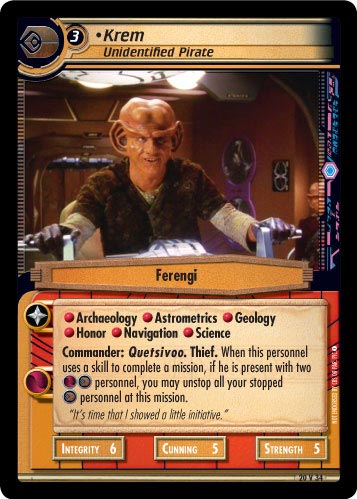 3
•Krem
Unidentified Pirate
Ferengi
Archaeology Astrometrics Geology
Honor Navigation Science
Commander: Quetsivoo. Thief. When this personnel
uses a skill to complete a mission, if he is present with two
personnel, you may unstop all your stopped
personnel at this mission.
"It's time that I showed a little initiative."
INTEGRITY 6 CUNNING 5 STRENGTH 5
20 V 34